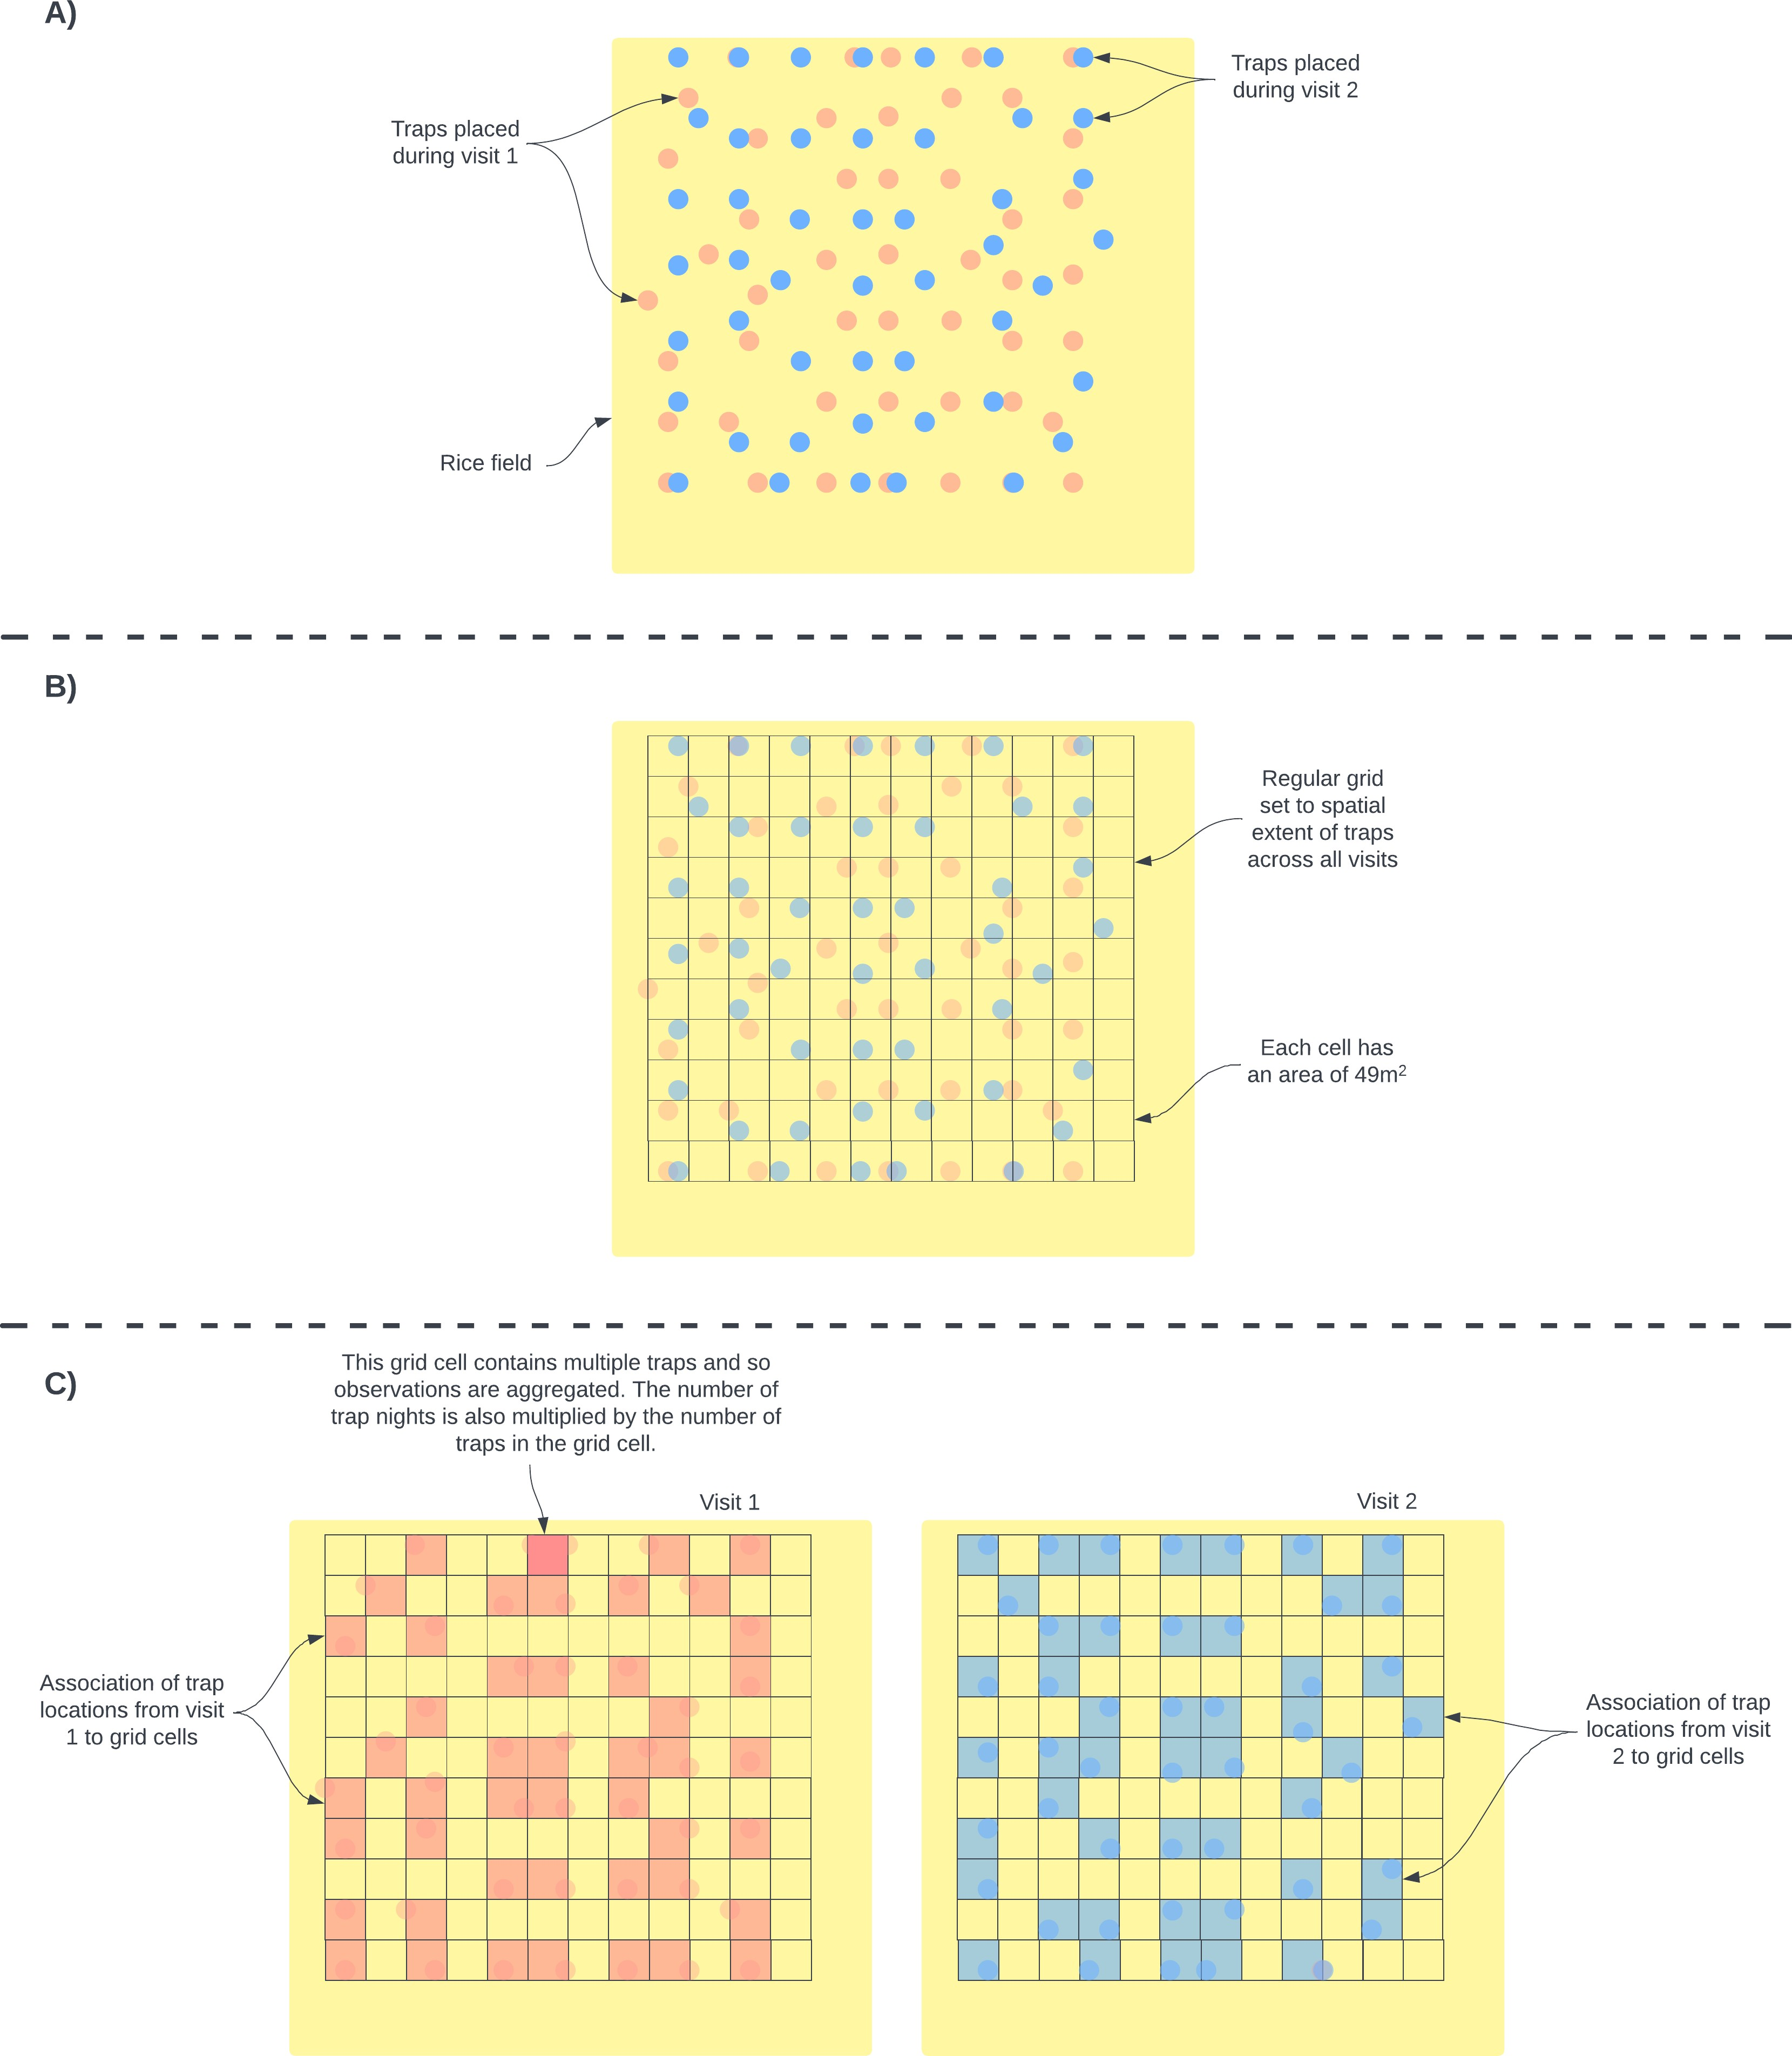 A)
Traps placed
during visit 2
Traps placed
during visit 1
Rice field
B)
Regular grid
set to spatial
extent of traps
across all visits
Each cell has
an area of 49m²
C)
This grid cell contains multiple traps and so
observations are aggregated. The number of
trap nights is also multiplied by the number of
traps in the grid cell.
Visit 1
Visit 2
Association of trap
locations from visit
1 to grid cells
Association of trap
locations from visit
2 to grid cells